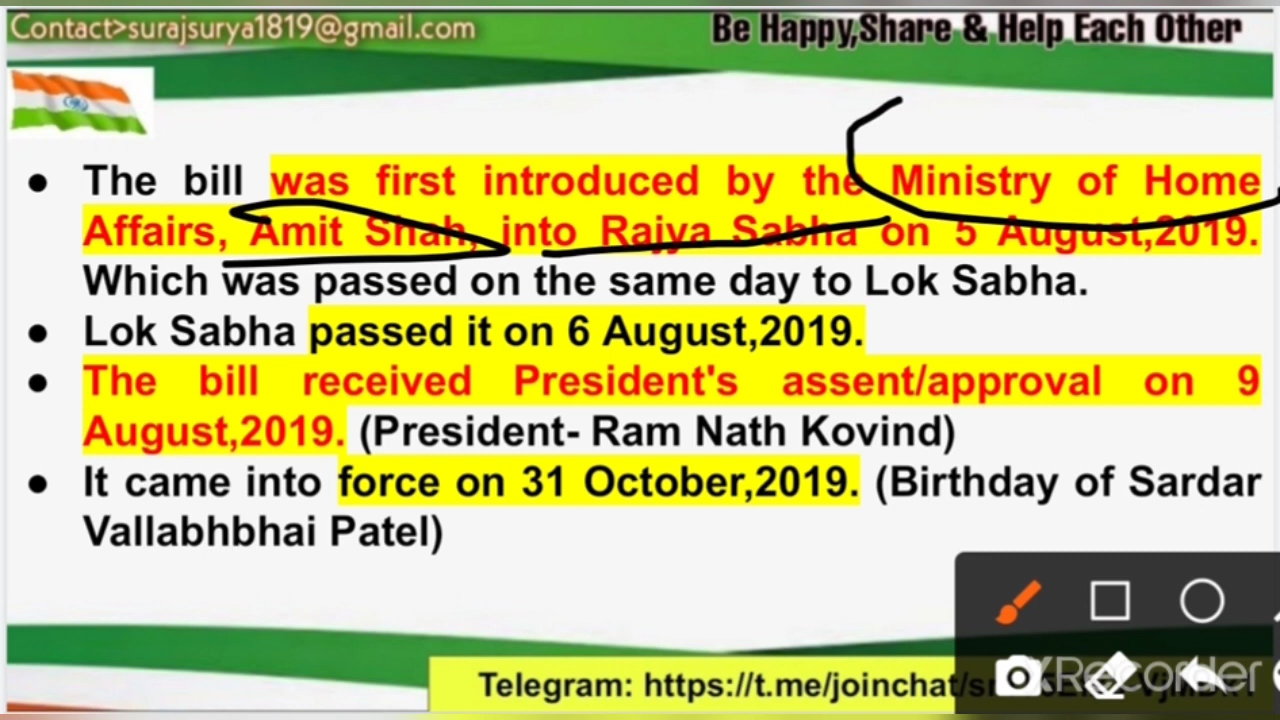 Contact>surajsurya1819@gmail.com
Be Happy,Share & Help Each Other
● The bill was first introduced by the Ministry of Home
Affairs, Amit Shah, into Rajya Sabha on 5 August,2019.
Which was passed on the same day to Lok Sabha.
● Lok Sabha passed it on 6 August,2019.
● The bill received President's assent/approval on 9
August,2019. (President- Ram Nath Kovind)
● It came into force on 31 October,2019. (Birthday of Sardar
Vallabhbhai Patel)
Telegram: https://t.me/joinchat/
XRecorder